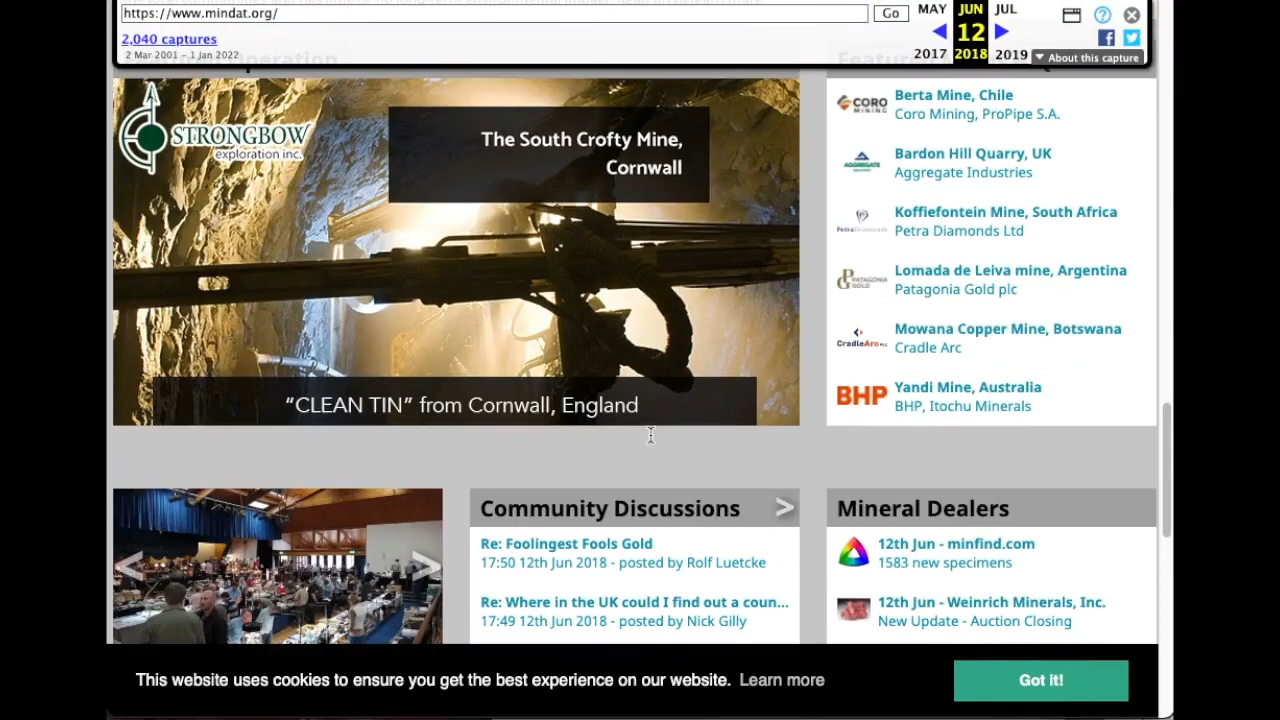 https://www.mindat.org/
Go
MAY
JUN
JUL
2,040 captures
12
2 Mar 2001 – 1 Jan 2022
2017
2018
2019
About this capture
STRONGBOW
exploration inc.
The South Crofty Mine,
Cornwall
“CLEAN TIN” from Cornwall, England
CORO
MINING
Berta Mine, Chile
Coro Mining, ProPipe S.A.
AGGREGATE
Bardon Hill Quarry, UK
Aggregate Industries
PetraDiamonds
Koffiefontein Mine, South Africa
Petra Diamonds Ltd
PATAGONIA
GOLD
Lomada de Leiva mine, Argentina
Patagonia Gold plc
CradleArc PLC
Mowana Copper Mine, Botswana
Cradle Arc
BHP
Yandi Mine, Australia
BHP, Itochu Minerals
Community Discussions
Re: Foolingest Fools Gold
17:50 12th Jun 2018 - posted by Rolf Luetcke
Re: Where in the UK could I find out a coun...
17:49 12th Jun 2018 - posted by Nick Gilly
Mineral Dealers
12th Jun - minfind.com
1583 new specimens
12th Jun - Weinrich Minerals, Inc.
New Update - Auction Closing
This website uses cookies to ensure you get the best experience on our website. Learn more
Got it!